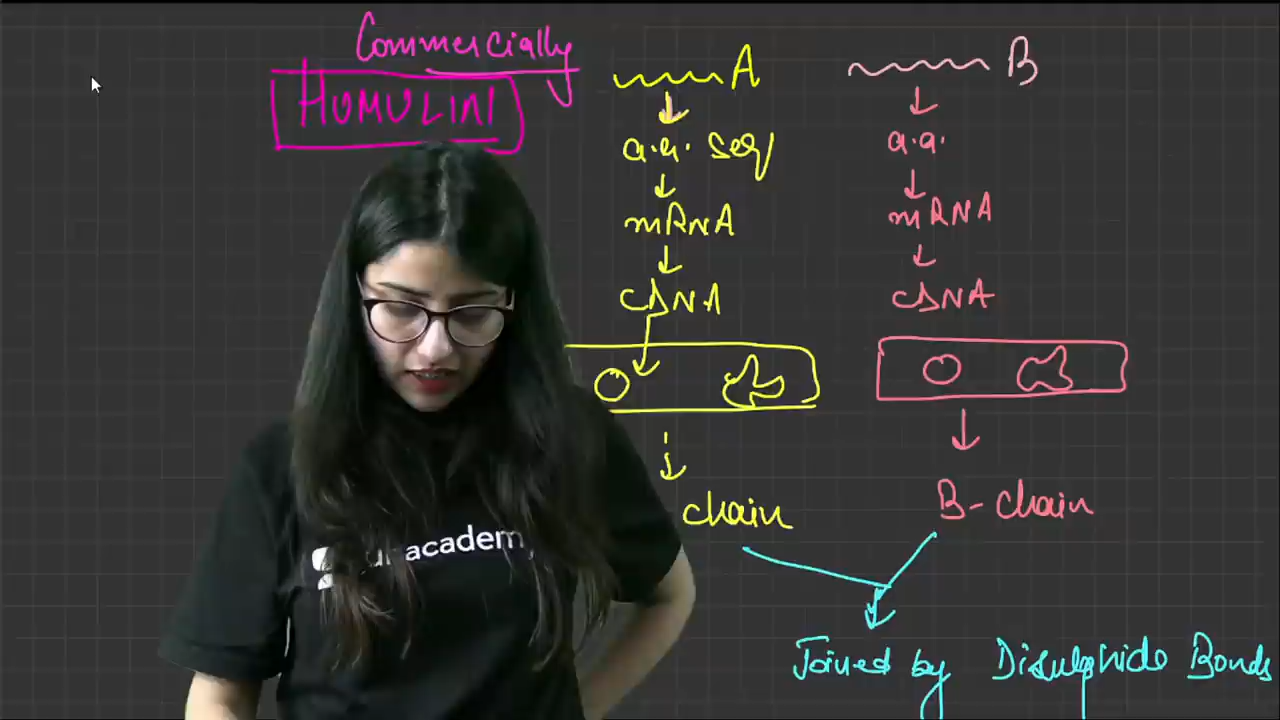 Commercially
HUMULIN
A
a.a. seq
mRNA
cDNA
chain
B
a.a.
mRNA
cDNA
B-chain
Joined by Disulphide Bonds
academy